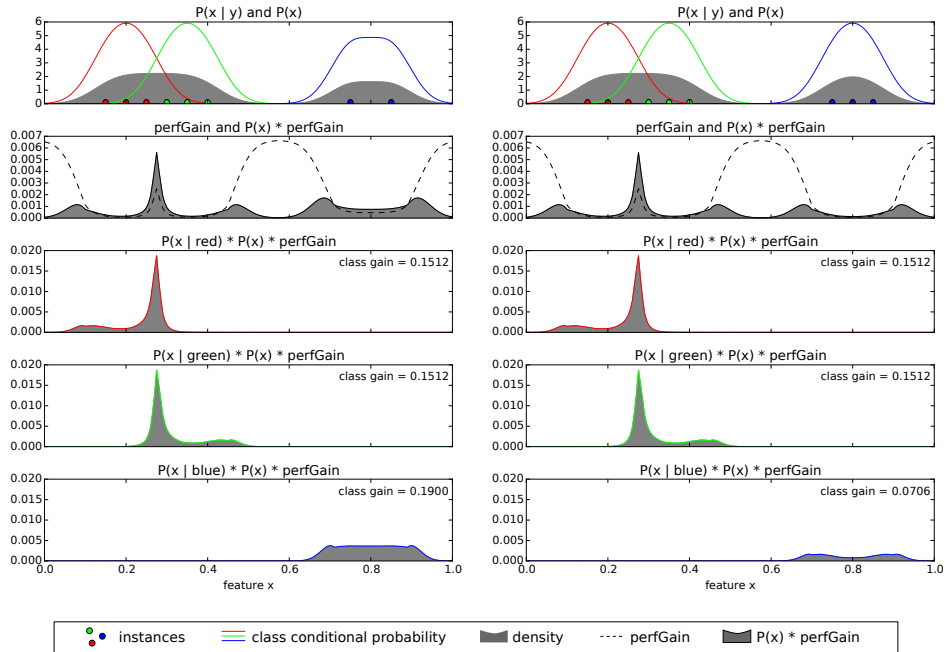 P(x | y) and P(x)
6
5
4
3
2
1
0
perfGain and P(x) * perfGain
0.007
0.006
0.005
0.004
0.003
0.002
0.001
0.000
P(x | red) * P(x) * perfGain
class gain = 0.1512
0.020
0.015
0.010
0.005
0.000
P(x | green) * P(x) * perfGain
class gain = 0.1512
0.020
0.015
0.010
0.005
0.000
P(x | blue) * P(x) * perfGain
class gain = 0.1900
0.020
0.015
0.010
0.005
0.000
0.0 0.2 0.4 0.6 0.8 1.0
feature x
P(x | y) and P(x)
6
5
4
3
2
1
0
perfGain and P(x) * perfGain
0.007
0.006
0.005
0.004
0.003
0.002
0.001
0.000
P(x | red) * P(x) * perfGain
class gain = 0.1512
0.020
0.015
0.010
0.005
0.000
P(x | green) * P(x) * perfGain
class gain = 0.1512
0.020
0.015
0.010
0.005
0.000
P(x | blue) * P(x) * perfGain
class gain = 0.0706
0.020
0.015
0.010
0.005
0.000
0.0 0.2 0.4 0.6 0.8 1.0
feature x
instances class conditional probability density perfGain P(x) * perfGain